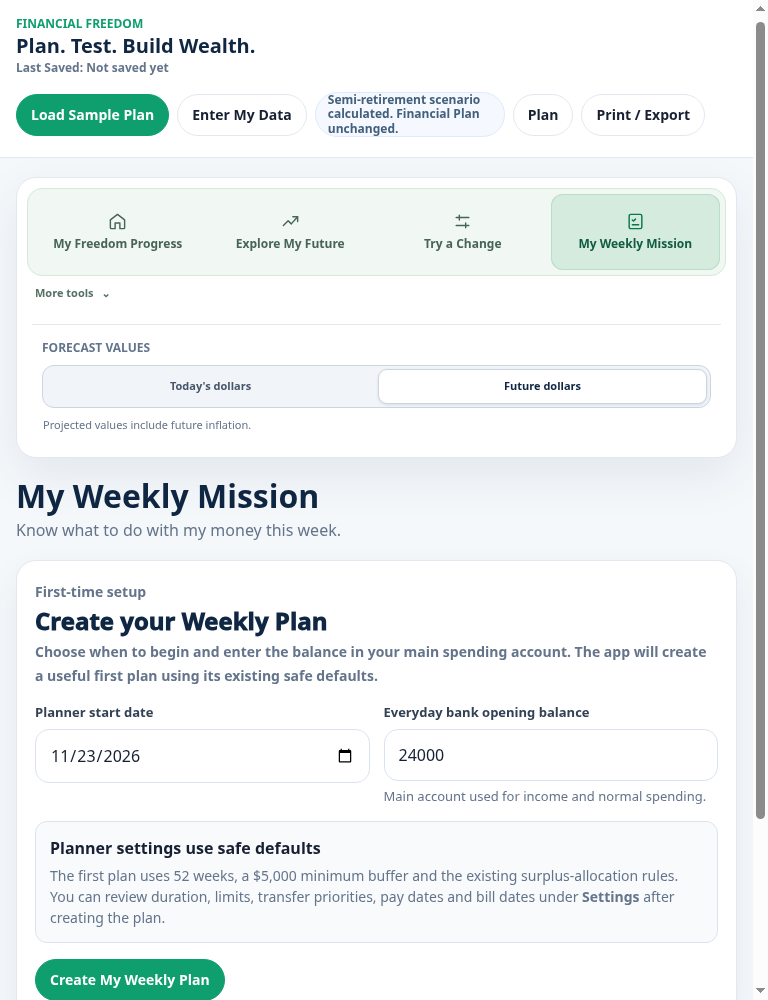 FINANCIAL FREEDOM
Plan. Test. Build Wealth.
Last Saved: Not saved yet
Load Sample Plan
Enter My Data
Semi-retirement scenario
calculated. Financial Plan
unchanged.
Plan
Print / Export
My Freedom Progress
Explore My Future
Try a Change
My Weekly Mission
More tools
FORECAST VALUES
Today's dollars
Future dollars
Projected values include future inflation.
My Weekly Mission
Know what to do with my money this week.
First-time setup
Create your Weekly Plan
Choose when to begin and enter the balance in your main spending account. The app will create
a useful first plan using its existing safe defaults.
Planner start date
Everyday bank opening balance
11/23/2026
24000
Main account used for income and normal spending.
Planner settings use safe defaults
The first plan uses 52 weeks, a $5,000 minimum buffer and the existing surplus-allocation rules.
You can review duration, limits, transfer priorities, pay dates and bill dates under Settings after
creating the plan.
Create My Weekly Plan